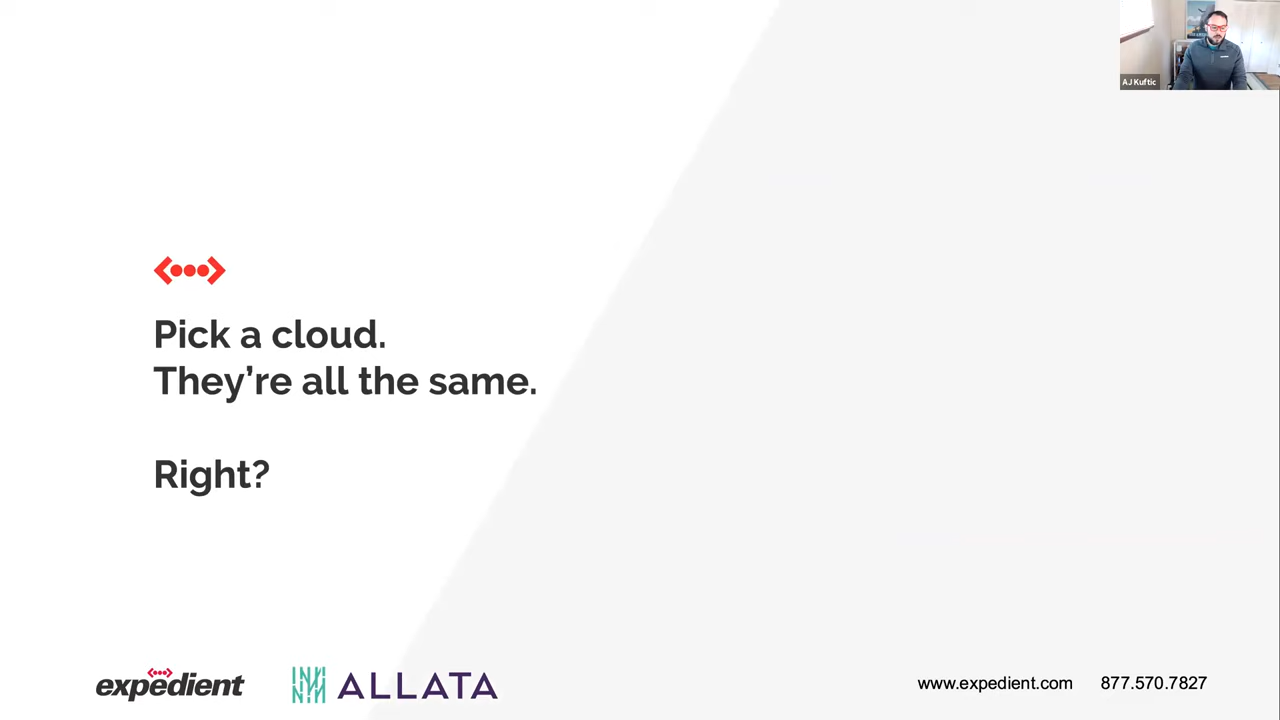 AJ Kuftic
Pick a cloud.
They're all the same.
Right?
expedient
ALLATA
www.expedient.com
877.570.7827